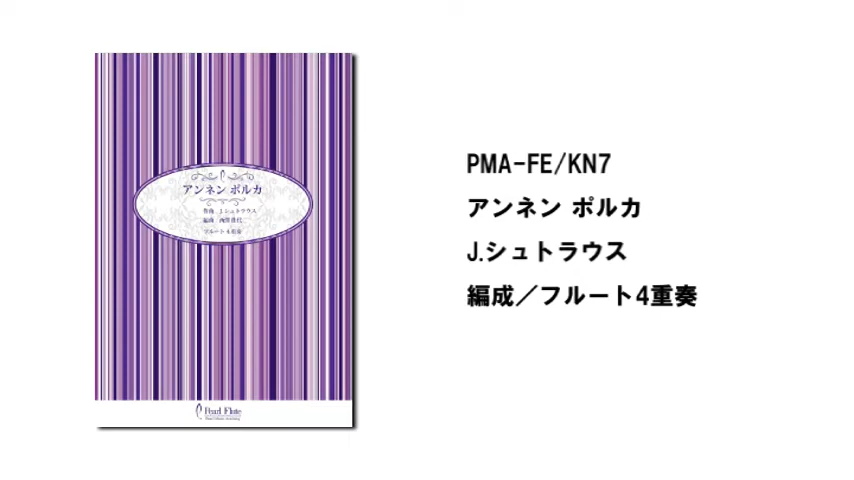 アンネン ポルカ
作曲 J.シュトラウス
編曲
フルート4重奏
Pearl Flute
PMA-FE/KN7
アンネン ポルカ
J.シュトラウス
編成／フルート4重奏